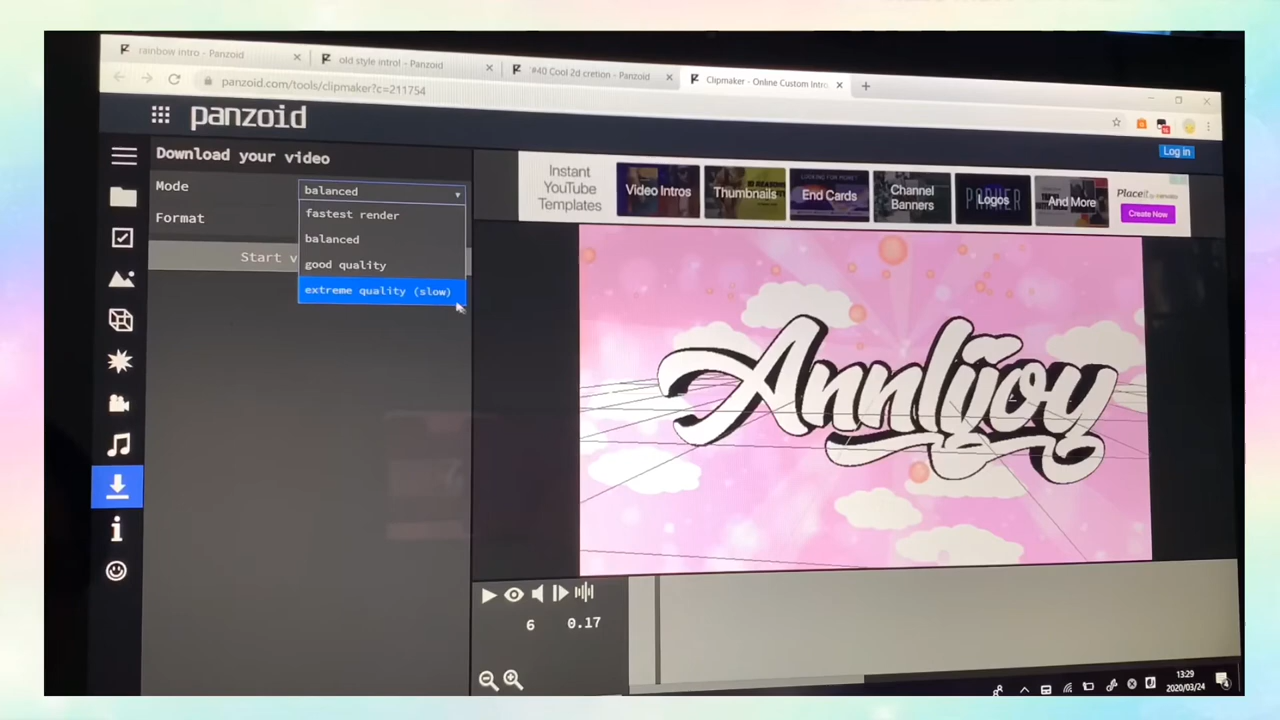 rainbow intro - Panzoid
old style intro! - Panzoid
'#40 Cool 2d cretion - Panzoid
Clipmaker - Online Custom Intro
panzoid.com/tools/clipmaker?c=211754
panzoid
Log in
Download your video
Mode
balanced
Format
fastest render
balanced
good quality
extreme quality (slow)
Start v
Instant
YouTube
Templates
Video Intros
Thumbnails
End Cards
Channel
Banners
Logos
And More
Placeit
Create Now
Annlijoy
6
0.17
13:29
2020/03/24